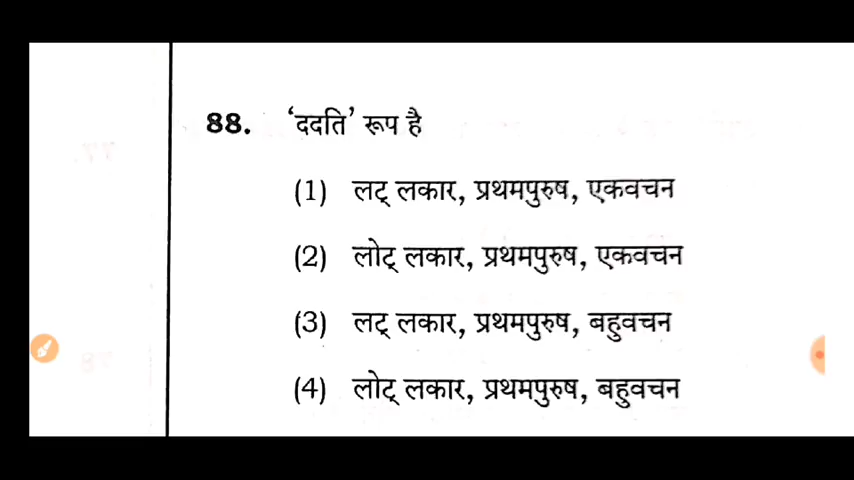 88. ‘ददति’ रूप है
(1) लट् लकार, प्रथमपुरुष, एकवचन
(2) लोट् लकार, प्रथमपुरुष, एकवचन
(3) लट् लकार, प्रथमपुरुष, बहुवचन
(4) लोट् लकार, प्रथमपुरुष, बहुवचन